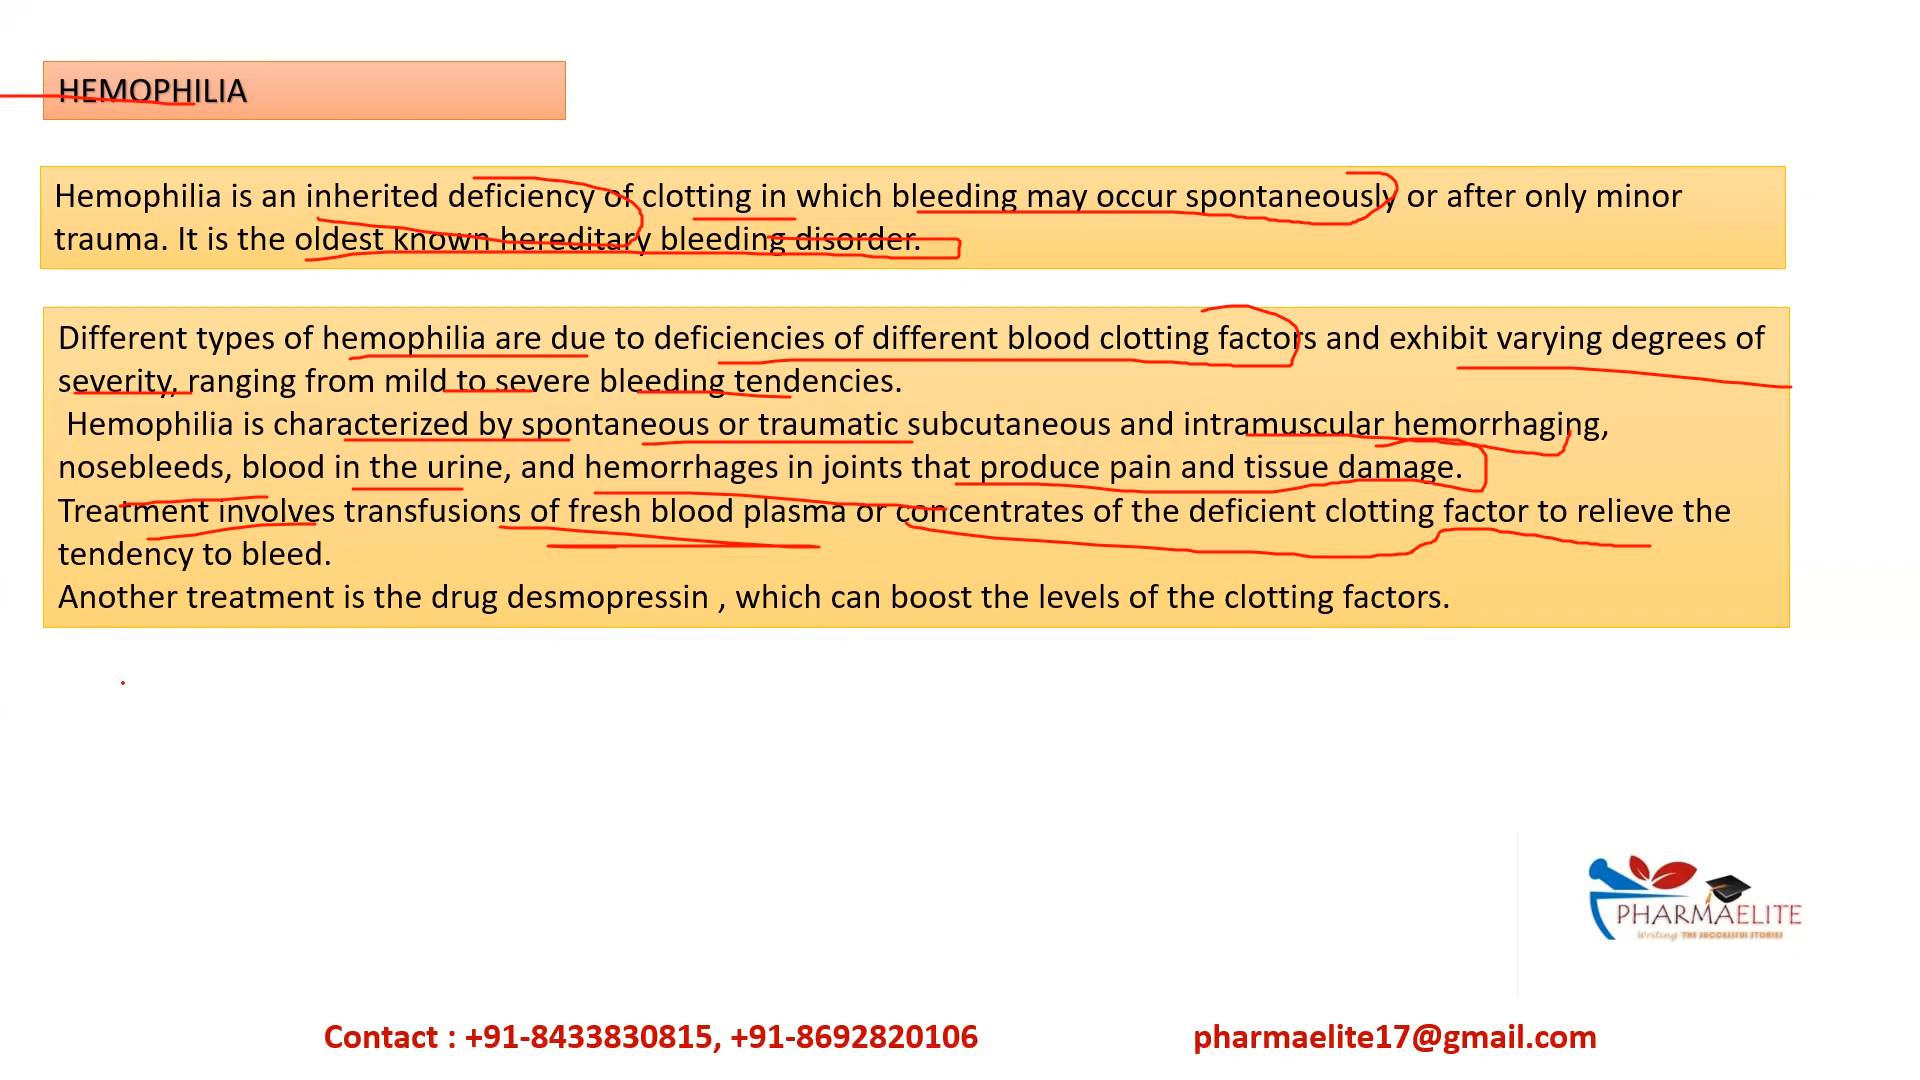 HEMOPHILIA
Hemophilia is an inherited deficiency of clotting in which bleeding may occur spontaneously or after only minor
trauma. It is the oldest known hereditary bleeding disorder.
Different types of hemophilia are due to deficiencies of different blood clotting factors and exhibit varying degrees of
severity, ranging from mild to severe bleeding tendencies.
Hemophilia is characterized by spontaneous or traumatic subcutaneous and intramuscular hemorrhaging,
nosebleeds, blood in the urine, and hemorrhages in joints that produce pain and tissue damage.
Treatment involves transfusions of fresh blood plasma or concentrates of the deficient clotting factor to relieve the
tendency to bleed.
Another treatment is the drug desmopressin , which can boost the levels of the clotting factors.
PHARMAELITE
Writing THE SUCCESSFUL STORIES
Contact : +91-8433830815, +91-8692820106
pharmaelite17@gmail.com